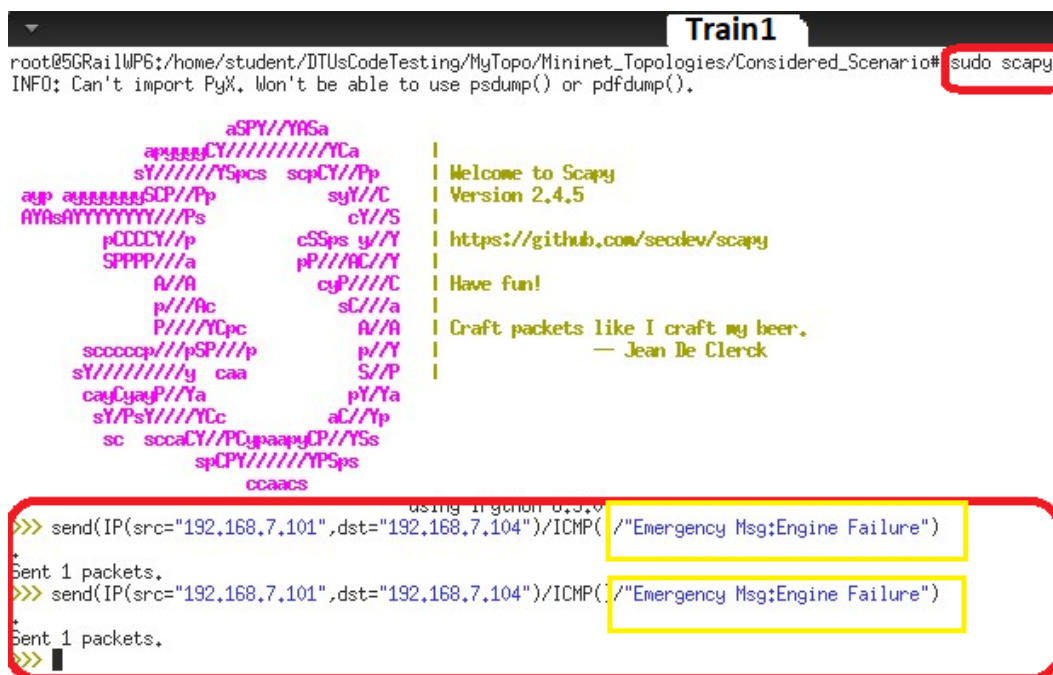 Train1
root@5GRailWP6:/home/student/DTUsCodeTesting/MyTopo/Mininet_Topologies/Considered_Scenario# sudo scapy
INFO: Can't import PyX. Won't be able to use psdump() or pdfdump().
aSPY//YASa
apyyyyCY//////////YCa       |
sY//////YSpcs  scpCY//Pp     | Welcome to Scapy
ayp ayyyyyyySCP//Pp           syY//C    | Version 2.4.5
AYAsAYYYYYYYY///Ps              cY//S    |
pCCCCY//p          cSSps y//Y    | https://github.com/secdev/scapy
SPPPP///a          pP///AC//Y    |
A//A            cyP////C    | Have fun!
p///Ac            sC///a    |
P////YCpc           A//A    | Craft packets like I craft my beer.
scccccp///pSP///p          p//Y    |               -- Jean De Clerck
sY/////////y  caa           S//P    |
cayCyayP//Ya              pY/Ya
sY/PsY////YCc          aC//Yp
sc  sccaCY//PCypaapyCP//YSs
spCPY//////YPSps
ccaacs
using IPython
>>> send(IP(src="192.168.7.101",dst="192.168.7.104")/ICMP()/"Emergency Msg:Engine Failure")
.
Sent 1 packets.
>>> send(IP(src="192.168.7.101",dst="192.168.7.104")/ICMP()/"Emergency Msg:Engine Failure")
.
Sent 1 packets.
>>>